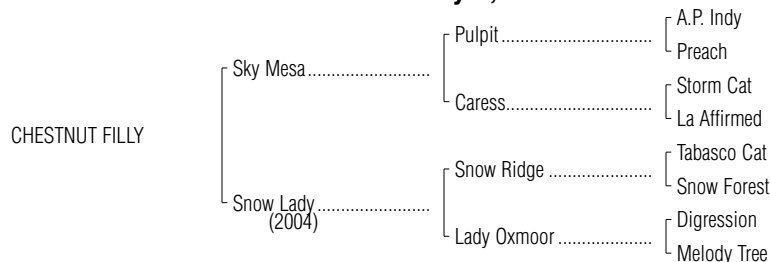 A.P. Indy
Pulpit
Preach
Sky Mesa
Storm Cat
Caress
La Affirmed
CHESTNUT FILLY
Tabasco Cat
Snow Ridge
Snow Forest
Snow Lady
(2004)
Digression
Lady Oxmoor
Melody Tree